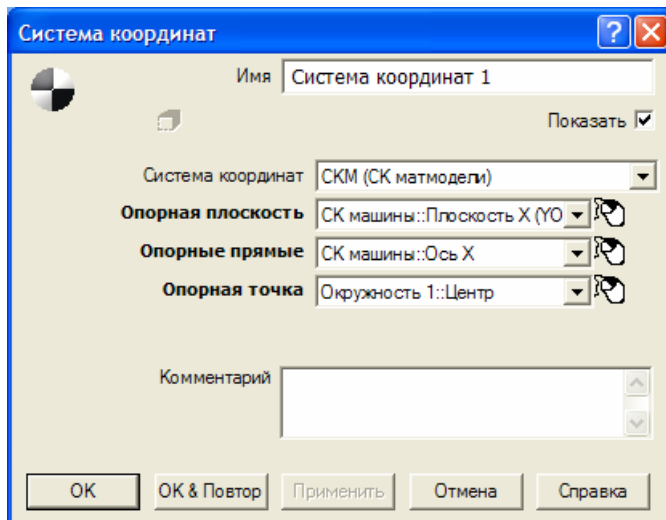 Система координат
Имя Система координат 1
Показать
Система координат СКМ (СК матмодели)
Опорная плоскость СК машины::Плоскость X (YO
Опорные прямые СК машины::Ось X
Опорная точка Окружность 1::Центр
Комментарий
OK OK & Повтор Применить Отмена Справка